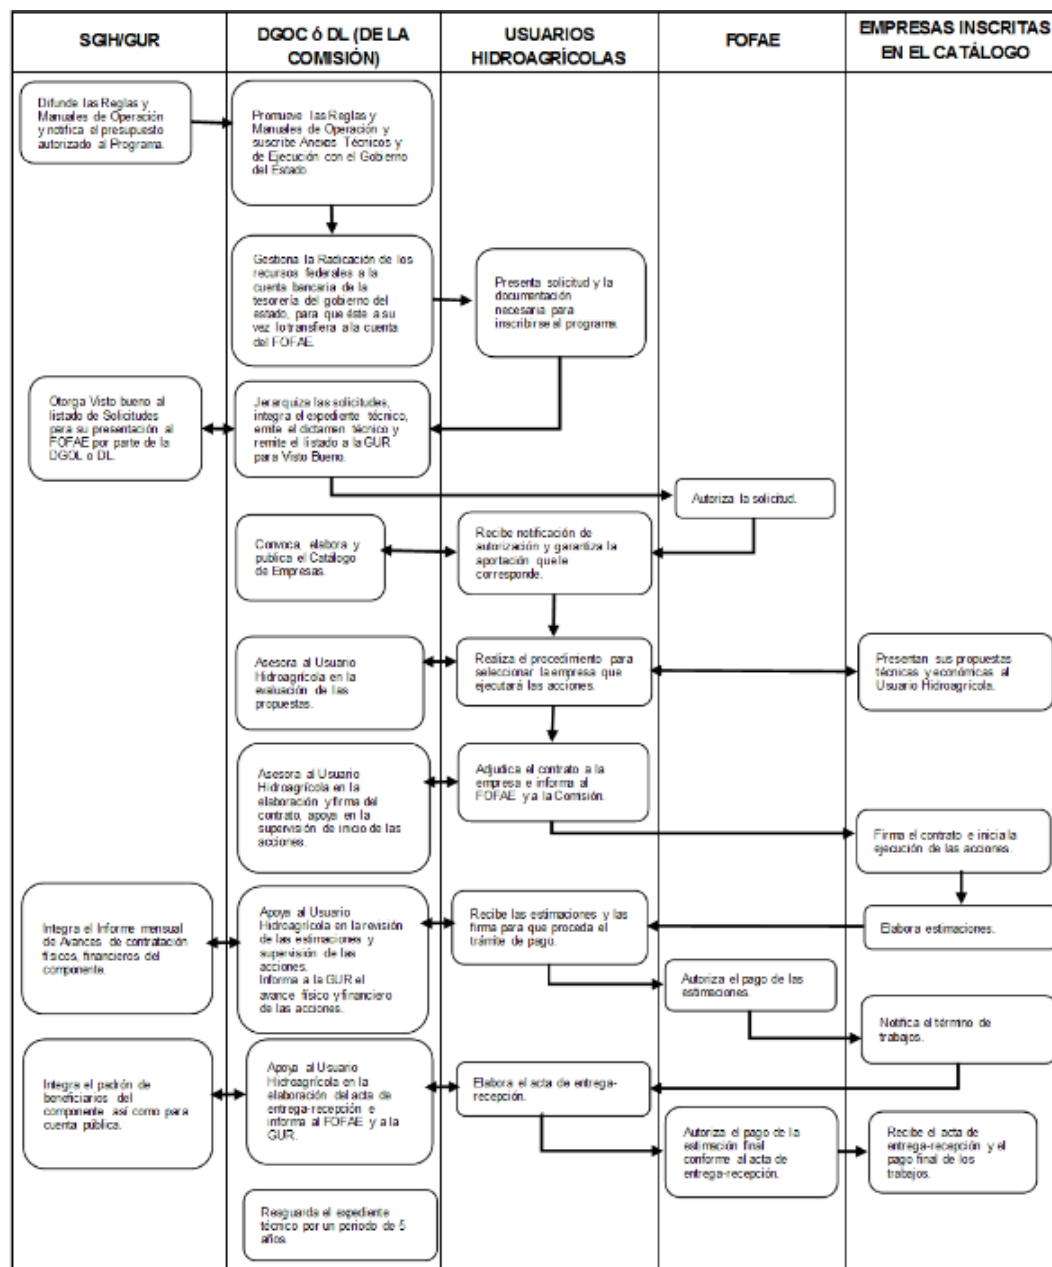 SGIH/GUR
DGOC ó DL (DE LA
COMISIÓN)
USUARIOS
HIDROAGRÍCOLAS
FOFAE
EMPRESAS INSCRITAS
EN EL CATÁLOGO
Difunde las Reglas y
Manuales de Operación
y notifica el presupuesto
autorizado al Programa.
Promueve las Reglas y
Manuales de Operación y
suscribe Anexos Técnicos y
de Ejecución con el Gobierno
del Estado.
Gestiona la Radicación de los
recursos federales a la
cuenta bancaria de la
tesorería del gobierno del
estado, para que éste a su
vez lo transfiera a la cuenta
del FOFAE.
Presenta solicitud y la
documentación
necesaria para
inscribirse al programa.
Otorga Visto bueno al
listado de Solicitudes
para su presentación al
FOFAE por parte de la
DGOL o DL.
Jerarquiza las solicitudes,
integra el expediente técnico,
emite el dictamen técnico y
remite el listado a la GUR
para Visto Bueno.
Autoriza la solicitud.
Convoca, elabora y
publica el Catálogo
de Empresas.
Recibe notificación de
autorización y garantiza la
aportación que le
corresponde.
Asesora al Usuario
Hidroagrícola en la
evaluación de las
propuestas.
Realiza el procedimiento para
seleccionar la empresa que
ejecutará las acciones.
Presentan sus propuestas
técnicas y económicas al
Usuario Hidroagrícola.
Asesora al Usuario
Hidroagrícola en la
elaboración y firma del
contrato, apoya en la
supervisión de inicio de las
acciones.
Adjudica el contrato a la
empresa e informa al
FOFAE y a la Comisión.
Firma el contrato e inicia la
ejecución de las acciones.
Integra el Informe mensual
de Avances de contratación
físicos, financieros del
componente.
Apoya al Usuario
Hidroagrícola en la revisión
de las estimaciones y
supervisión de las
acciones.
Informa a la GUR el
avance físico y financiero
de las acciones.
Recibe las estimaciones y las
firma para que proceda el
trámite de pago.
Elabora estimaciones.
Autoriza el pago de las
estimaciones.
Notifica el término de
trabajos.
Integra el padrón de
beneficiarios del
componente así como para
cuenta pública.
Apoya al Usuario
Hidroagrícola en la
elaboración del acta de
entrega-recepción e
informa al FOFAE y a la
GUR.
Elabora el acta de entrega-
recepción.
Autoriza el pago de la
estimación final
conforme al acta de
entrega-recepción.
Recibe el acta de
entrega-recepción y el
pago final de los
trabajos.
Resguarda el expediente
técnico por un periodo de 5
años.